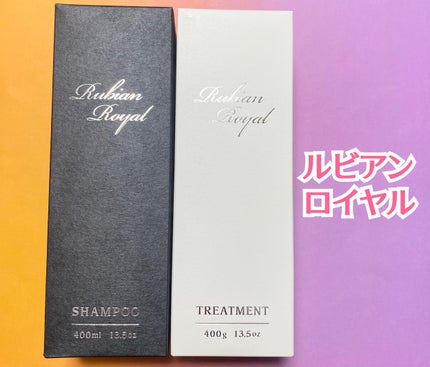 Rubian
Royal
SHAMPOO
400ml 13.5oz
Rubian
Royal
TREATMENT
400g 13.5oz
ルビアン
ロイヤル